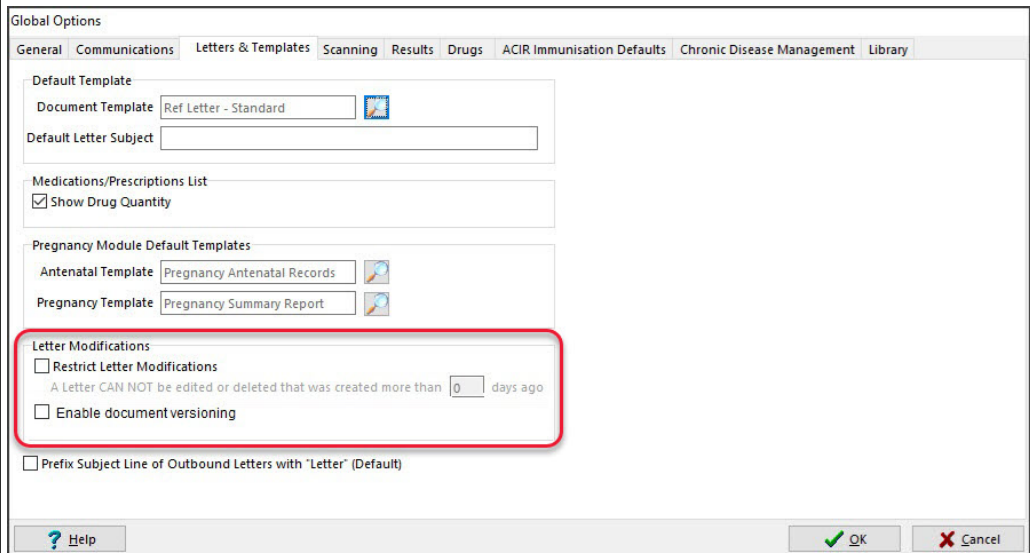 Global Options
General Communications Letters & Templates Scanning Results Drugs ACIR Immunisation Defaults Chronic Disease Management Library
Default Template
Document Template Ref Letter - Standard
Default Letter Subject
Medications/Prescriptions List
Show Drug Quantity
Pregnancy Module Default Templates
Antenatal Template Pregnancy Antenatal Records
Pregnancy Template Pregnancy Summary Report
Letter Modifications
Restrict Letter Modifications
A Letter CAN NOT be edited or deleted that was created more than 0 days ago
Enable document versioning
Prefix Subject Line of Outbound Letters with "Letter" (Default)
? Help OK Cancel